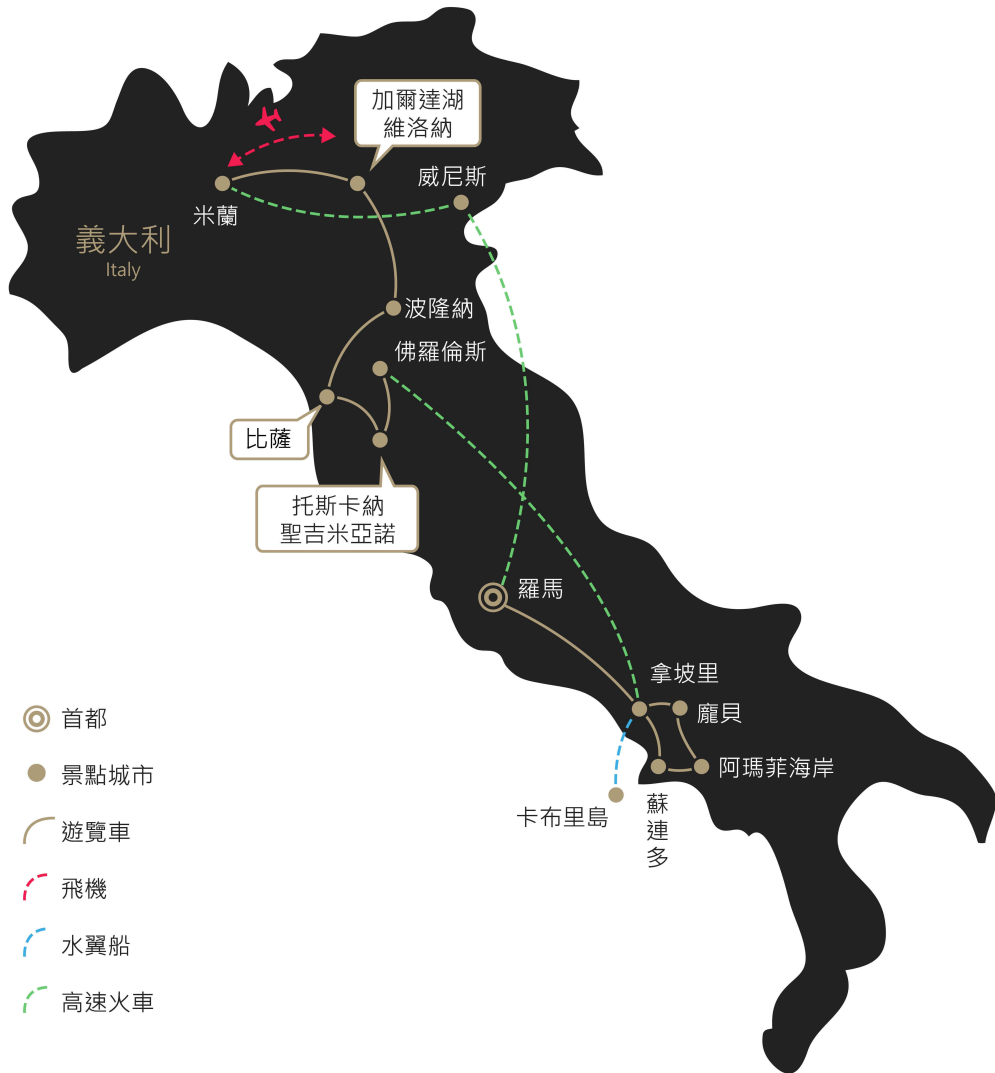 加爾達湖
維洛納
威尼斯
米蘭
義大利
Italy
波隆納
佛羅倫斯
比薩
托斯卡納
聖吉米亞諾
羅馬
拿坡里
龐貝
阿瑪菲海岸
蘇連多
卡布里島
首都
景點城市
遊覽車
飛機
水翼船
高速火車